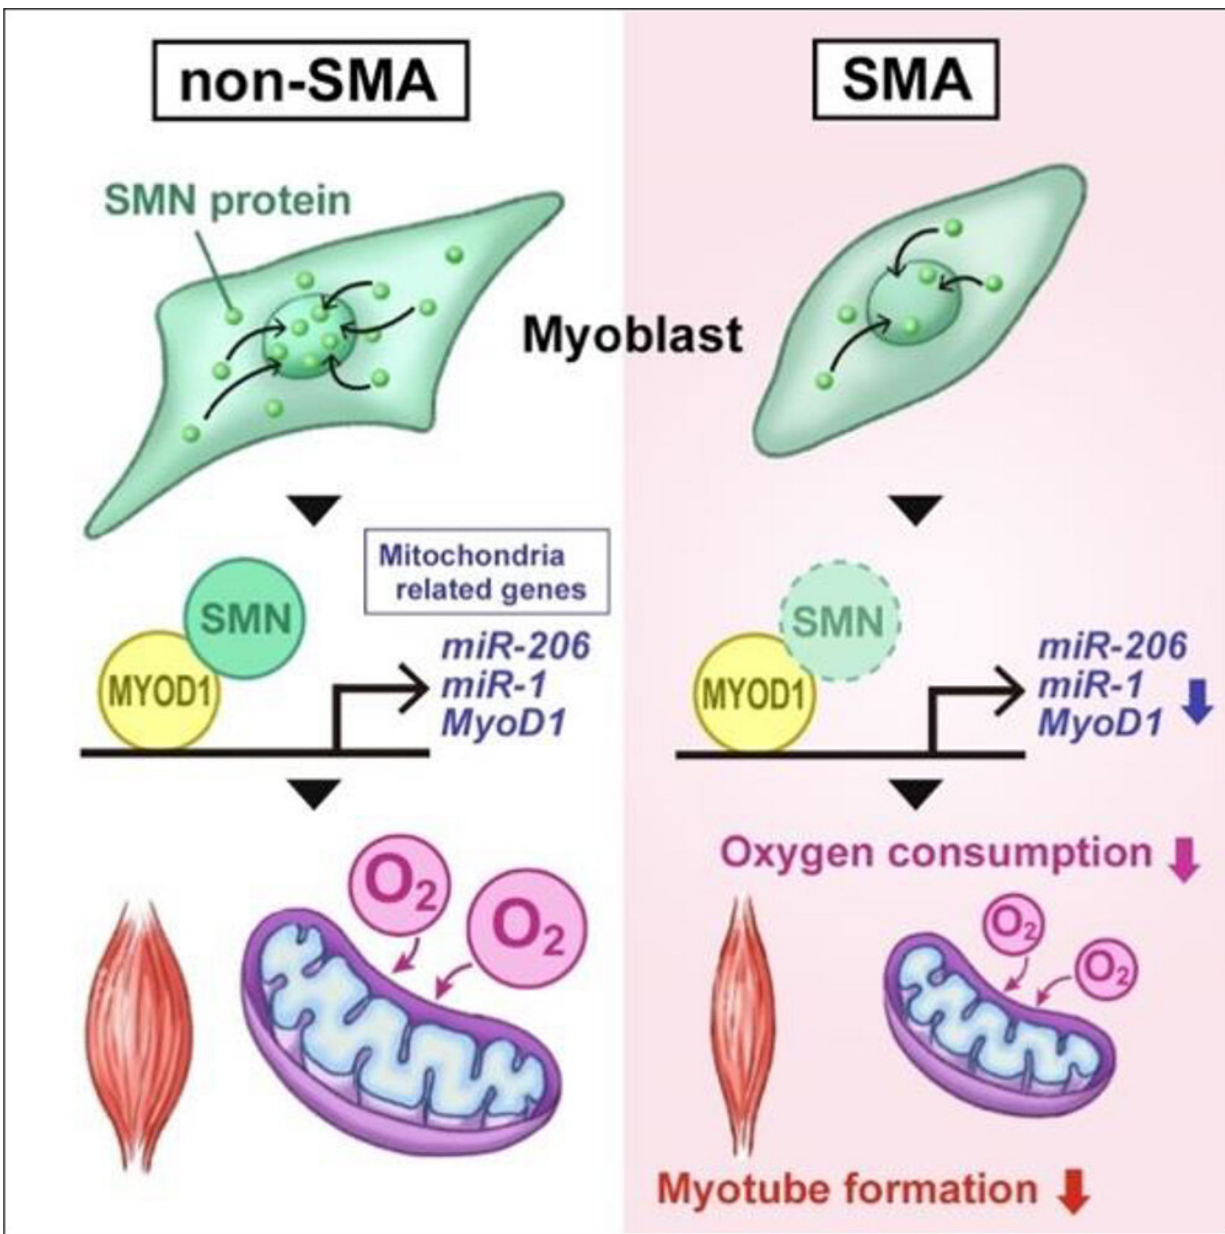 non-SMA
SMA
SMN protein
Myoblast
Mitochondria
related genes
SMN
MYOD1
miR-206
miR-1
MyoD1
SMN
MYOD1
miR-206
miR-1
MyoD1
O2
O2
Oxygen consumption
O2
O2
Myotube formation